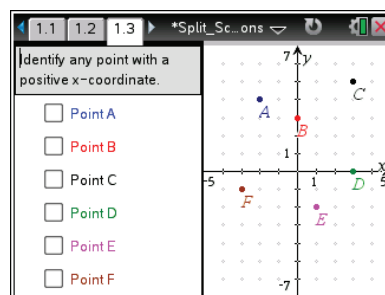 1.1 1.2 1.3 *Split_Sc...ons
Identify any point with a
positive x-coordinate.
Point A
Point B
Point C
Point D
Point E
Point F
7 y
C
A
B
1
x
-5 1 5
D
F
E
-7